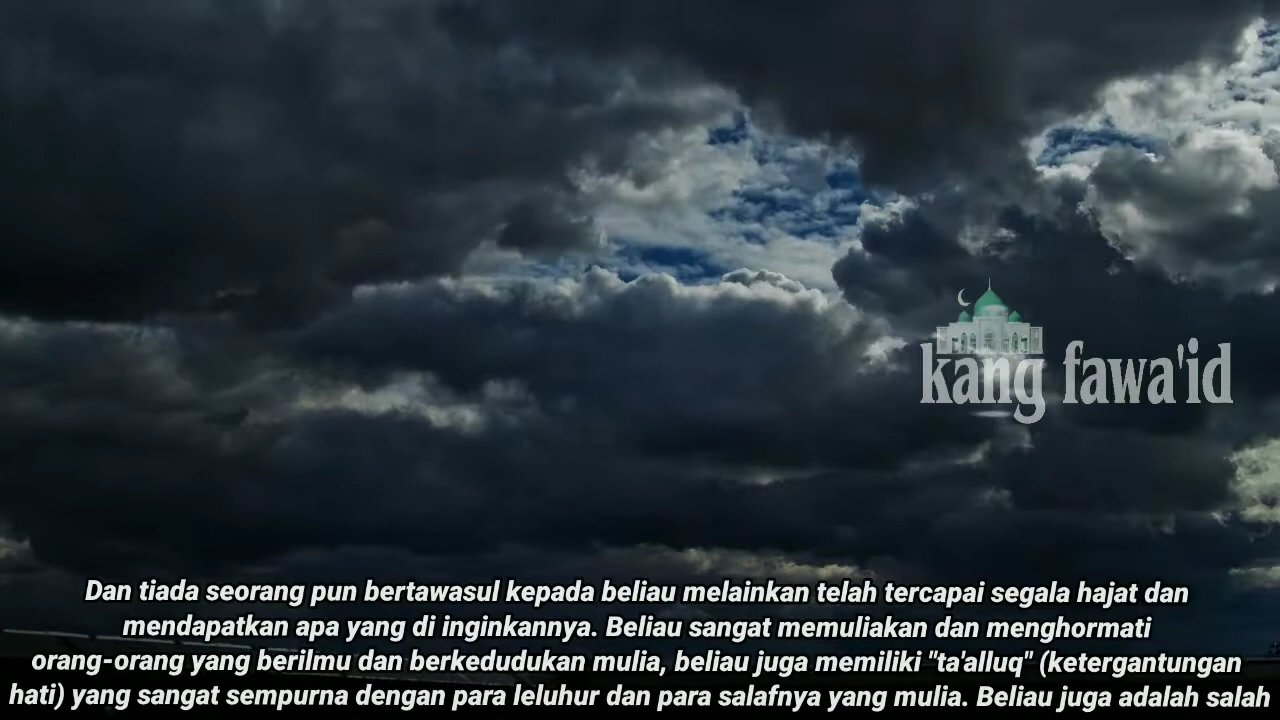 kang fawa'id
Dan tiada seorang pun bertawasul kepada beliau melainkan telah tercapai segala hajat dan
mendapatkan apa yang di inginkannya. Beliau sangat memuliakan dan menghormati
orang-orang yang berilmu dan berkedudukan mulia, beliau juga memiliki "ta'alluq" (ketergantungan
hati) yang sangat sempurna dengan para leluhur dan para salafnya yang mulia. Beliau juga adalah salah